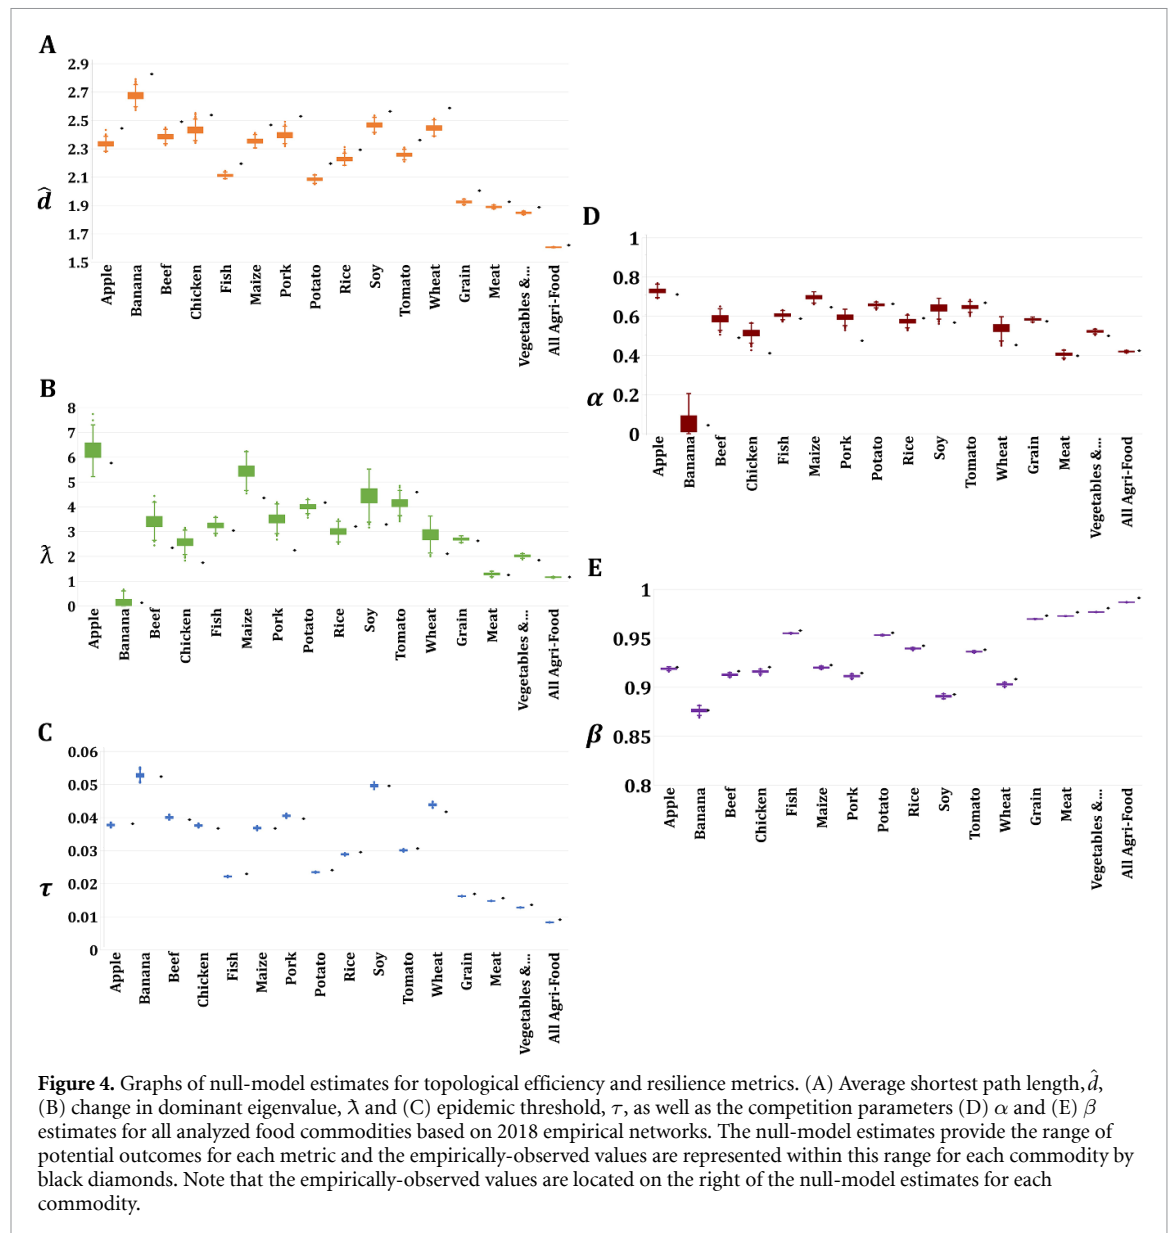 A
2.9
2.7
2.5
2.3
2.1
1.9
1.7
1.5
d̂
Apple
Banana
Beef
Chicken
Fish
Maize
Pork
Potato
Rice
Soy
Tomato
Wheat
Grain
Meat
Vegetables &...
All Agri-Food
B
8
7
6
5
4
3
2
1
0
λ̃
Apple
Banana
Beef
Chicken
Fish
Maize
Pork
Potato
Rice
Soy
Tomato
Wheat
Grain
Meat
Vegetables &...
All Agri-Food
C
0.06
0.05
0.04
0.03
0.02
0.01
0
τ
Apple
Banana
Beef
Chicken
Fish
Maize
Pork
Potato
Rice
Soy
Tomato
Wheat
Grain
Meat
Vegetables &...
All Agri-Food
D
1
0.8
0.6
0.4
0.2
0
α
Apple
Banana
Beef
Chicken
Fish
Maize
Pork
Potato
Rice
Soy
Tomato
Wheat
Grain
Meat
Vegetables &...
All Agri-Food
E
1
0.95
0.9
0.85
0.8
β
Apple
Banana
Beef
Chicken
Fish
Maize
Pork
Potato
Rice
Soy
Tomato
Wheat
Grain
Meat
Vegetables &...
All Agri-Food
Figure 4. Graphs of null-model estimates for topological efficiency and resilience metrics. (A) Average shortest path length, d̂,
(B) change in dominant eigenvalue, λ̃ and (C) epidemic threshold, τ, as well as the competition parameters (D) α and (E) β
estimates for all analyzed food commodities based on 2018 empirical networks. The null-model estimates provide the range of
potential outcomes for each metric and the empirically-observed values are represented within this range for each commodity by
black diamonds. Note that the empirically-observed values are located on the right of the null-model estimates for each
commodity.